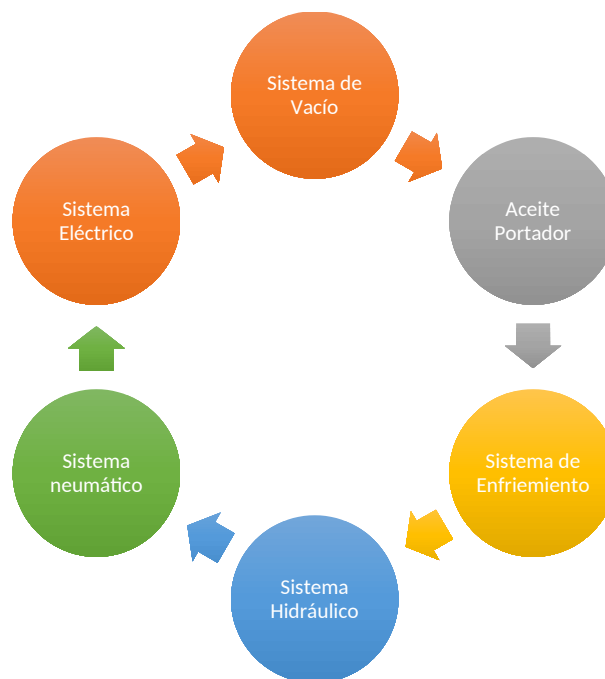 Sistema de
Vacío
Aceite
Portador
Sistema de
Enfriemiento
Sistema
Hidráulico
Sistema
neumático
Sistema
Eléctrico